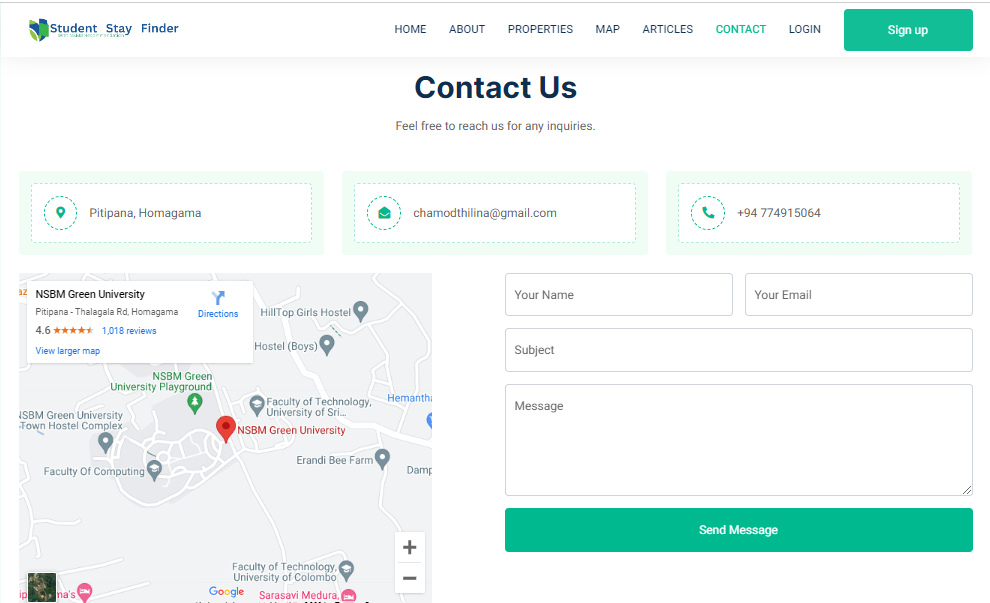 Student Stay Finder
HOME
ABOUT
PROPERTIES
MAP
ARTICLES
CONTACT
LOGIN
Sign up
Contact Us
Feel free to reach us for any inquiries.
Pitipana, Homagama
chamodthilina@gmail.com
+94 774915064
NSBM Green University
Pitipana - Thalagala Rd, Homagama
4.6
1,018 reviews
View larger map
Directions
HillTop Girls Hostel
Hostel (Boys)
NSBM Green
University Playground
Faculty of Technology,
University of Sri...
Hemantha
NSBM Green University
Town Hostel Complex
NSBM Green University
Faculty Of Computing
Erandi Bee Farm
Damp
Faculty of Technology,
University of Colombo
Google
Sarasavi Medura,
Your Name
Your Email
Subject
Message
Send Message